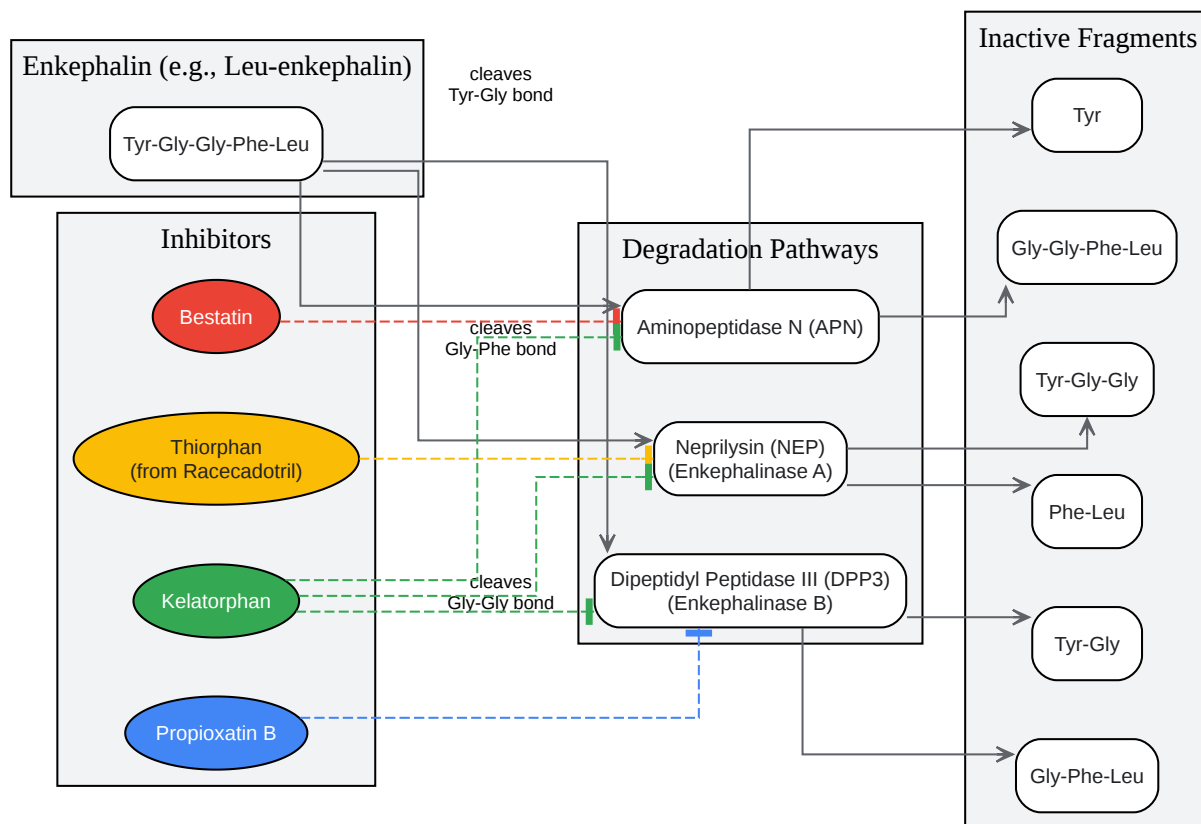 Enkephalin (e.g., Leu-enkephalin)
Tyr-Gly-Gly-Phe-Leu
cleaves
Tyr-Gly bond
Inhibitors
Bestatin
Thiorphan
(from Racecadotril)
Kelatorphan
Propioxatin B
cleaves
Gly-Phe bond
cleaves
Gly-Gly bond
Degradation Pathways
Aminopeptidase N (APN)
Neprilysin (NEP)
(Enkephalinase A)
Dipeptidyl Peptidase III (DPP3)
(Enkephalinase B)
Inactive Fragments
Tyr
Gly-Gly-Phe-Leu
Tyr-Gly-Gly
Phe-Leu
Tyr-Gly
Gly-Phe-Leu